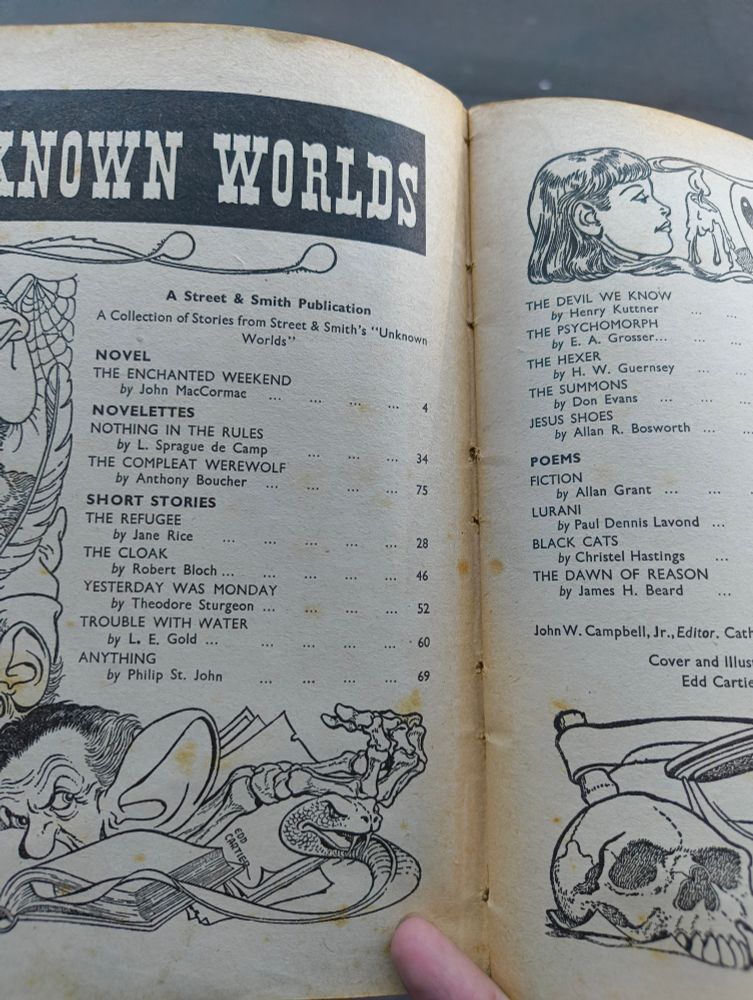 KNOWN WORLDS
A Street & Smith Publication
A Collection of Stories from Street & Smith's "Unknown
Worlds"
NOVEL
THE ENCHANTED WEEKEND
by John MacCormac ... ... ... ... 4
NOVELETTES
NOTHING IN THE RULES
by L. Sprague de Camp ... ... ... 34
THE COMPLEAT WEREWOLF
by Anthony Boucher ... ... ... ... 75
SHORT STORIES
THE REFUGEE
by Jane Rice ... ... ... ... ... 28
THE CLOAK
by Robert Bloch ... ... ... ... ... 46
YESTERDAY WAS MONDAY
by Theodore Sturgeon ... ... ... ... 52
TROUBLE WITH WATER
by L. E. Gold ... ... ... ... ... 60
ANYTHING
by Philip St. John ... ... ... ... 69
EDD
CARTIER
THE DEVIL WE KNOW
by Henry Kuttner ... ...
THE PSYCHOMORPH
by E. A. Grosser... ... ...
THE HEXER
by H. W. Guernsey ... ...
THE SUMMONS
by Don Evans ... ... ...
JESUS SHOES
by Allan R. Bosworth ... ...
POEMS
FICTION
by Allan Grant ... ...
LURANI
by Paul Dennis Lavond ...
BLACK CATS
by Christel Hastings ...
THE DAWN OF REASON
by James H. Beard ...
John W. Campbell, Jr., Editor. Cath
Cover and Illus
Edd Cartie